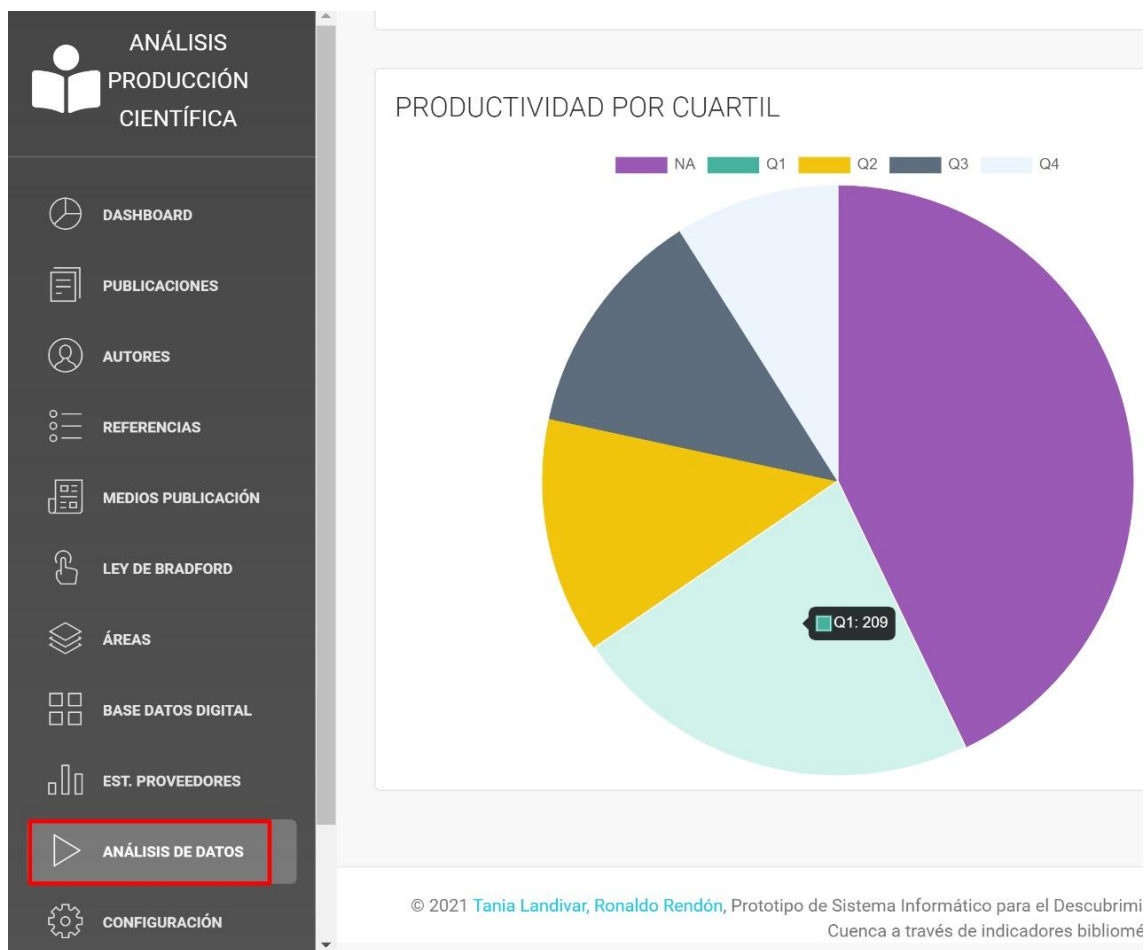 ANÁLISIS
PRODUCCIÓN
CIENTÍFICA
DASHBOARD
PUBLICACIONES
AUTORES
REFERENCIAS
MEDIOS PUBLICACIÓN
LEY DE BRADFORD
ÁREAS
BASE DATOS DIGITAL
EST. PROVEEDORES
ANÁLISIS DE DATOS
CONFIGURACIÓN
PRODUCTIVIDAD POR CUARTIL
NA Q1 Q2 Q3 Q4
Q1: 209
© 2021 Tania Landivar, Ronaldo Rendón, Prototipo de Sistema Informático para el Descubrimi
Cuenca a través de indicadores bibliomé